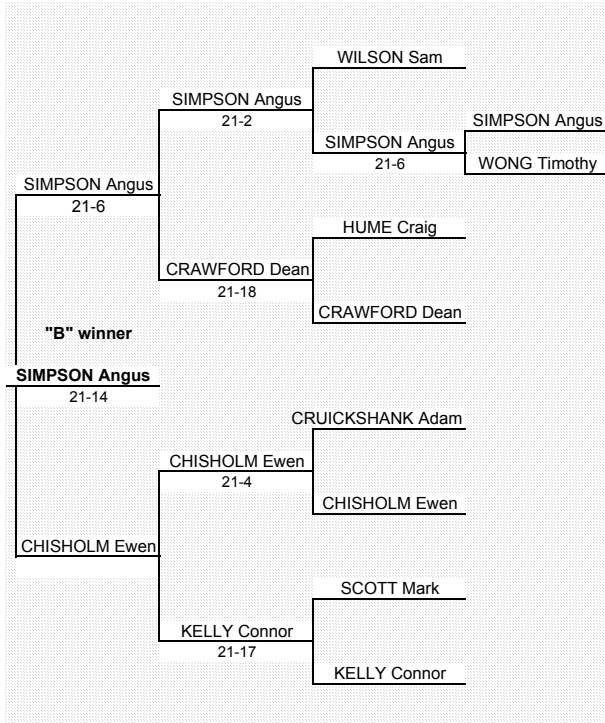 WILSON Sam
SIMPSON Angus
21-2
SIMPSON Angus
SIMPSON Angus
21-6
WONG Timothy
SIMPSON Angus
21-6
HUME Craig
CRAWFORD Dean
21-18
CRAWFORD Dean
"B" winner
SIMPSON Angus
21-14
CRUICKSHANK Adam
CHISHOLM Ewen
21-4
CHISHOLM Ewen
CHISHOLM Ewen
SCOTT Mark
KELLY Connor
21-17
KELLY Connor